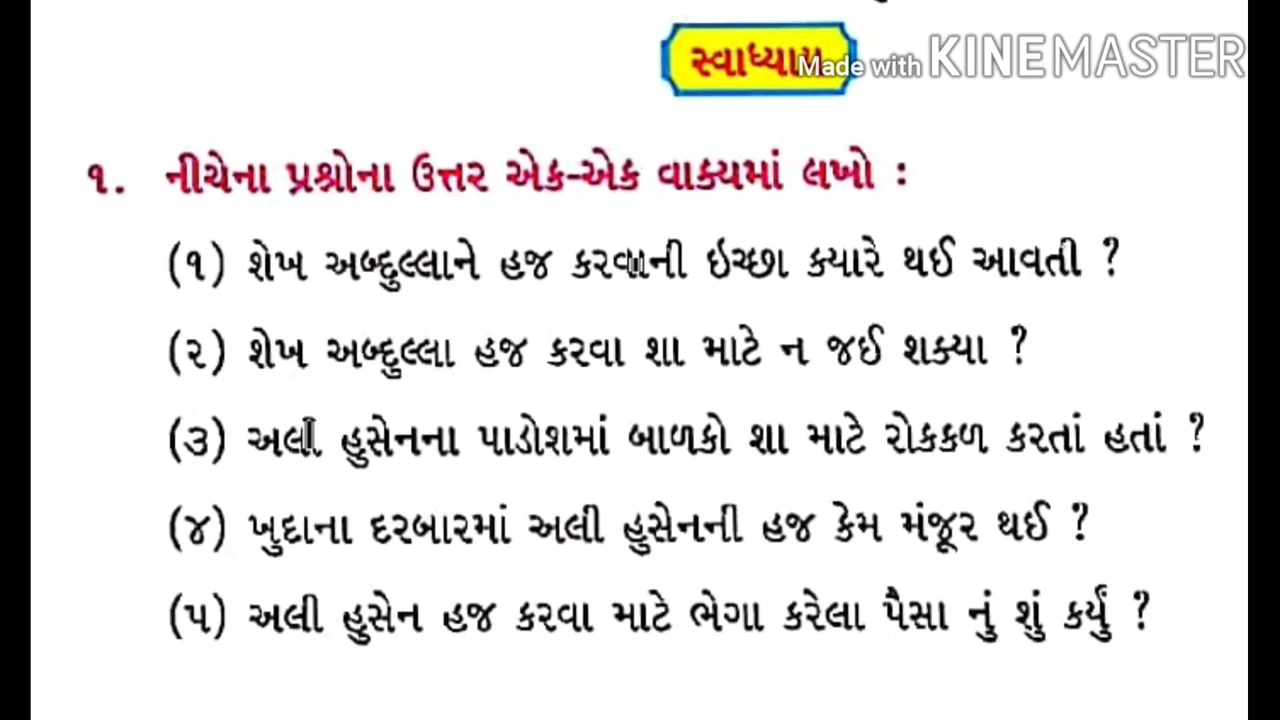 સ્વાધ્યાય
Made with KINEMASTER
૧. નીચેના પ્રશ્નોના ઉત્તર એક-એક વાક્યમાં લખો :
(૧) શેખ અબ્દુલ્લાને હજ કરવાની ઇચ્છા ક્યારે થઈ આવતી ?
(૨) શેખ અબ્દુલ્લા હજ કરવા શા માટે ન જઈ શક્યા ?
(૩) અલી હુસેનના પાડોશમાં બાળકો શા માટે રોકકળ કરતાં હતાં ?
(૪) ખુદાના દરબારમાં અલી હુસેનની હજ કેમ મંજૂર થઈ ?
(૫) અલી હુસેન હજ કરવા માટે ભેગા કરેલા પૈસા નું શું કર્યું ?